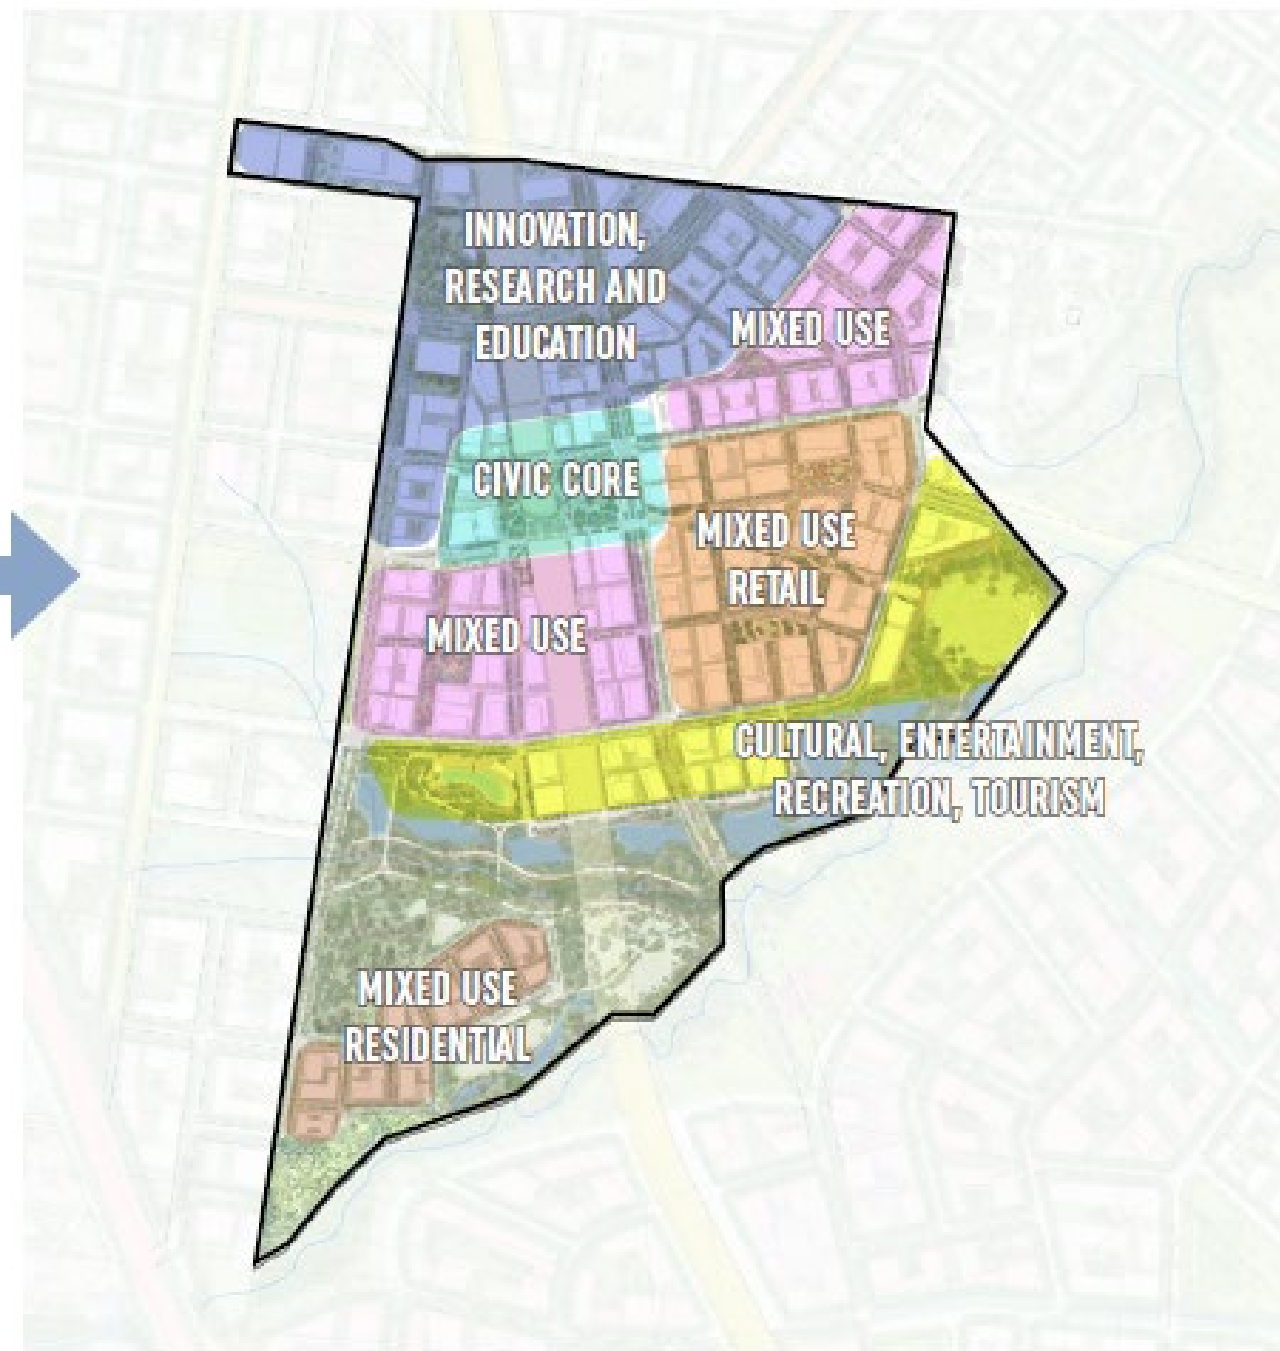 INNOVATION,
RESEARCH AND
EDUCATION
MIXED USE
CIVIC CORE
MIXED USE
RETAIL
MIXED USE
CULTURAL, ENTERTAINMENT,
RECREATION, TOURISM
MIXED USE
RESIDENTIAL